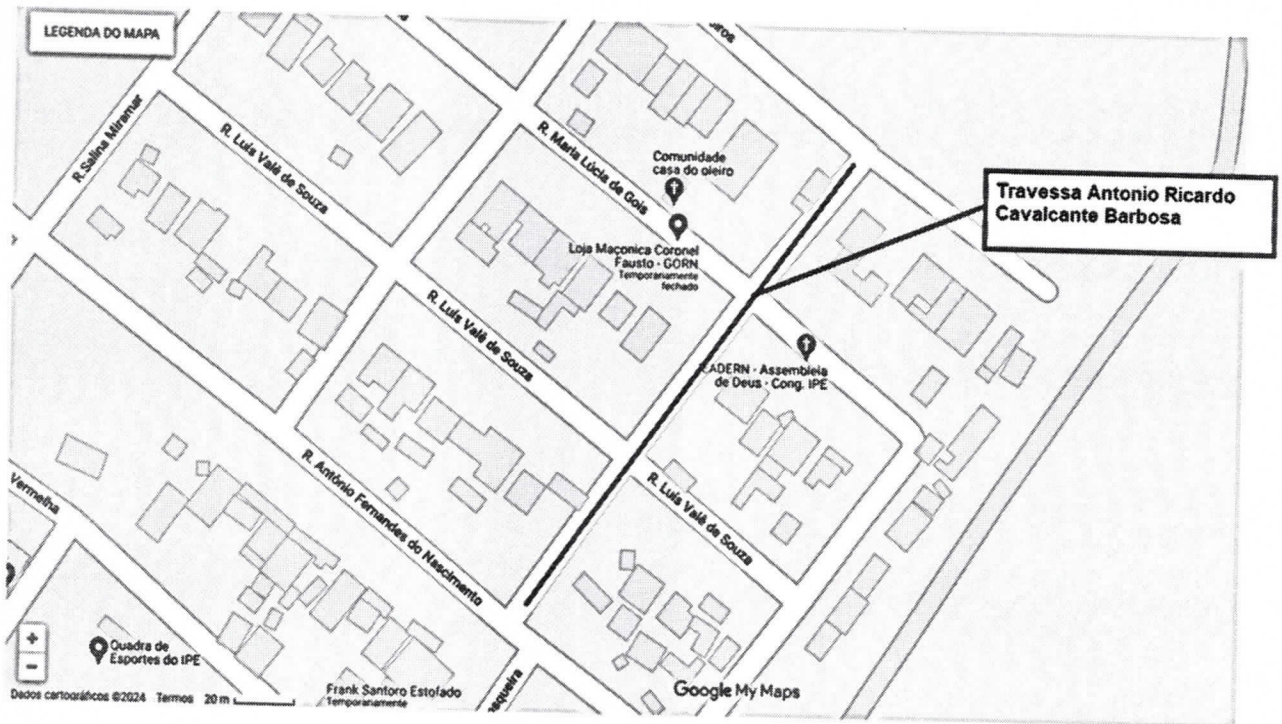 LEGENDA DO MAPA
R. Salina Miramar
R. Luis Valé de Souza
R. Maria Lúcia de Gois
Comunidade
casa do oleiro
Loja Maçonica Coronel
Fausto - GORN
Temporariamente
fechado
Travessa Antonio Ricardo
Cavalcante Barbosa
R. Luis Valé de Souza
EADERN - Assembleia
de Deus - Cong. IPE
R. Luis Valé de Souza
R. Antônio Fernandes do Nascimento
Vermelha
Quadra de
Esportes do IPE
Frank Santoro Estofado
Temporariamente
+
−
Dados cartográficos ©2024 Termos 20 m
Google My Maps